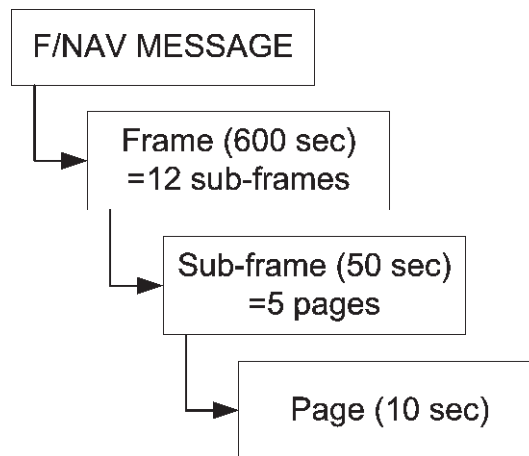 F/NAV MESSAGE
Frame (600 sec)
=12 sub-frames
Sub-frame (50 sec)
=5 pages
Page (10 sec)